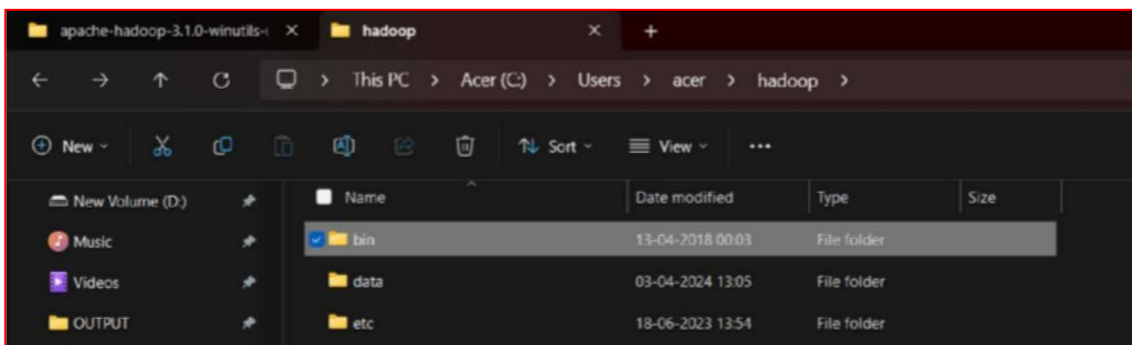 apache-hadoop-3.1.0-winutils-
hadoop
This PC > Acer (C:) > Users > acer > hadoop >
New
Sort
View
Name Date modified Type Size
New Volume (D:)
Music
Videos
OUTPUT
bin 13-04-2018 00:03 File folder
data 03-04-2024 13:05 File folder
etc 18-06-2023 13:54 File folder